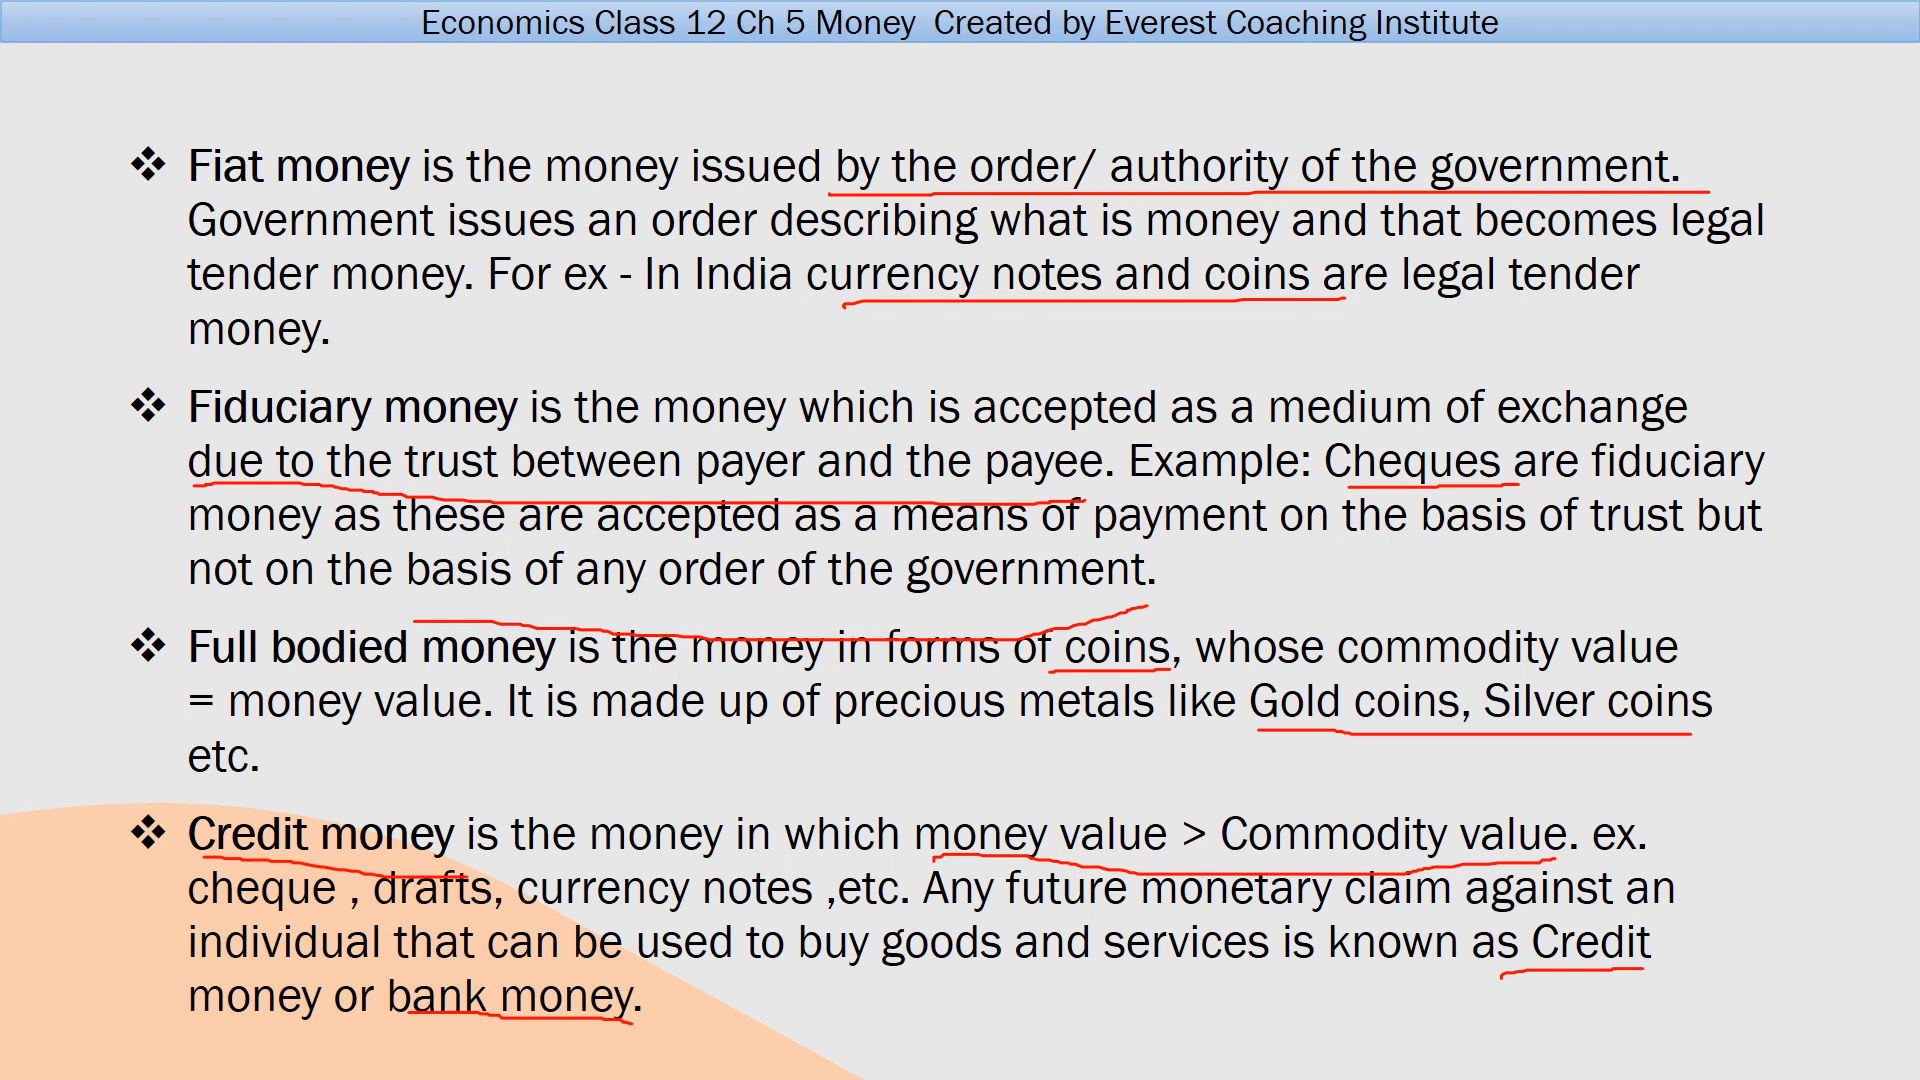 Economics Class 12 Ch 5 Money  Created by Everest Coaching Institute
❖ Fiat money is the money issued by the order/ authority of the government.
Government issues an order describing what is money and that becomes legal
tender money. For ex - In India currency notes and coins are legal tender
money.
❖ Fiduciary money is the money which is accepted as a medium of exchange
due to the trust between payer and the payee. Example: Cheques are fiduciary
money as these are accepted as a means of payment on the basis of trust but
not on the basis of any order of the government.
❖ Full bodied money is the money in forms of coins, whose commodity value
= money value. It is made up of precious metals like Gold coins, Silver coins
etc.
❖ Credit money is the money in which money value > Commodity value. ex.
cheque , drafts, currency notes ,etc. Any future monetary claim against an
individual that can be used to buy goods and services is known as Credit
money or bank money.